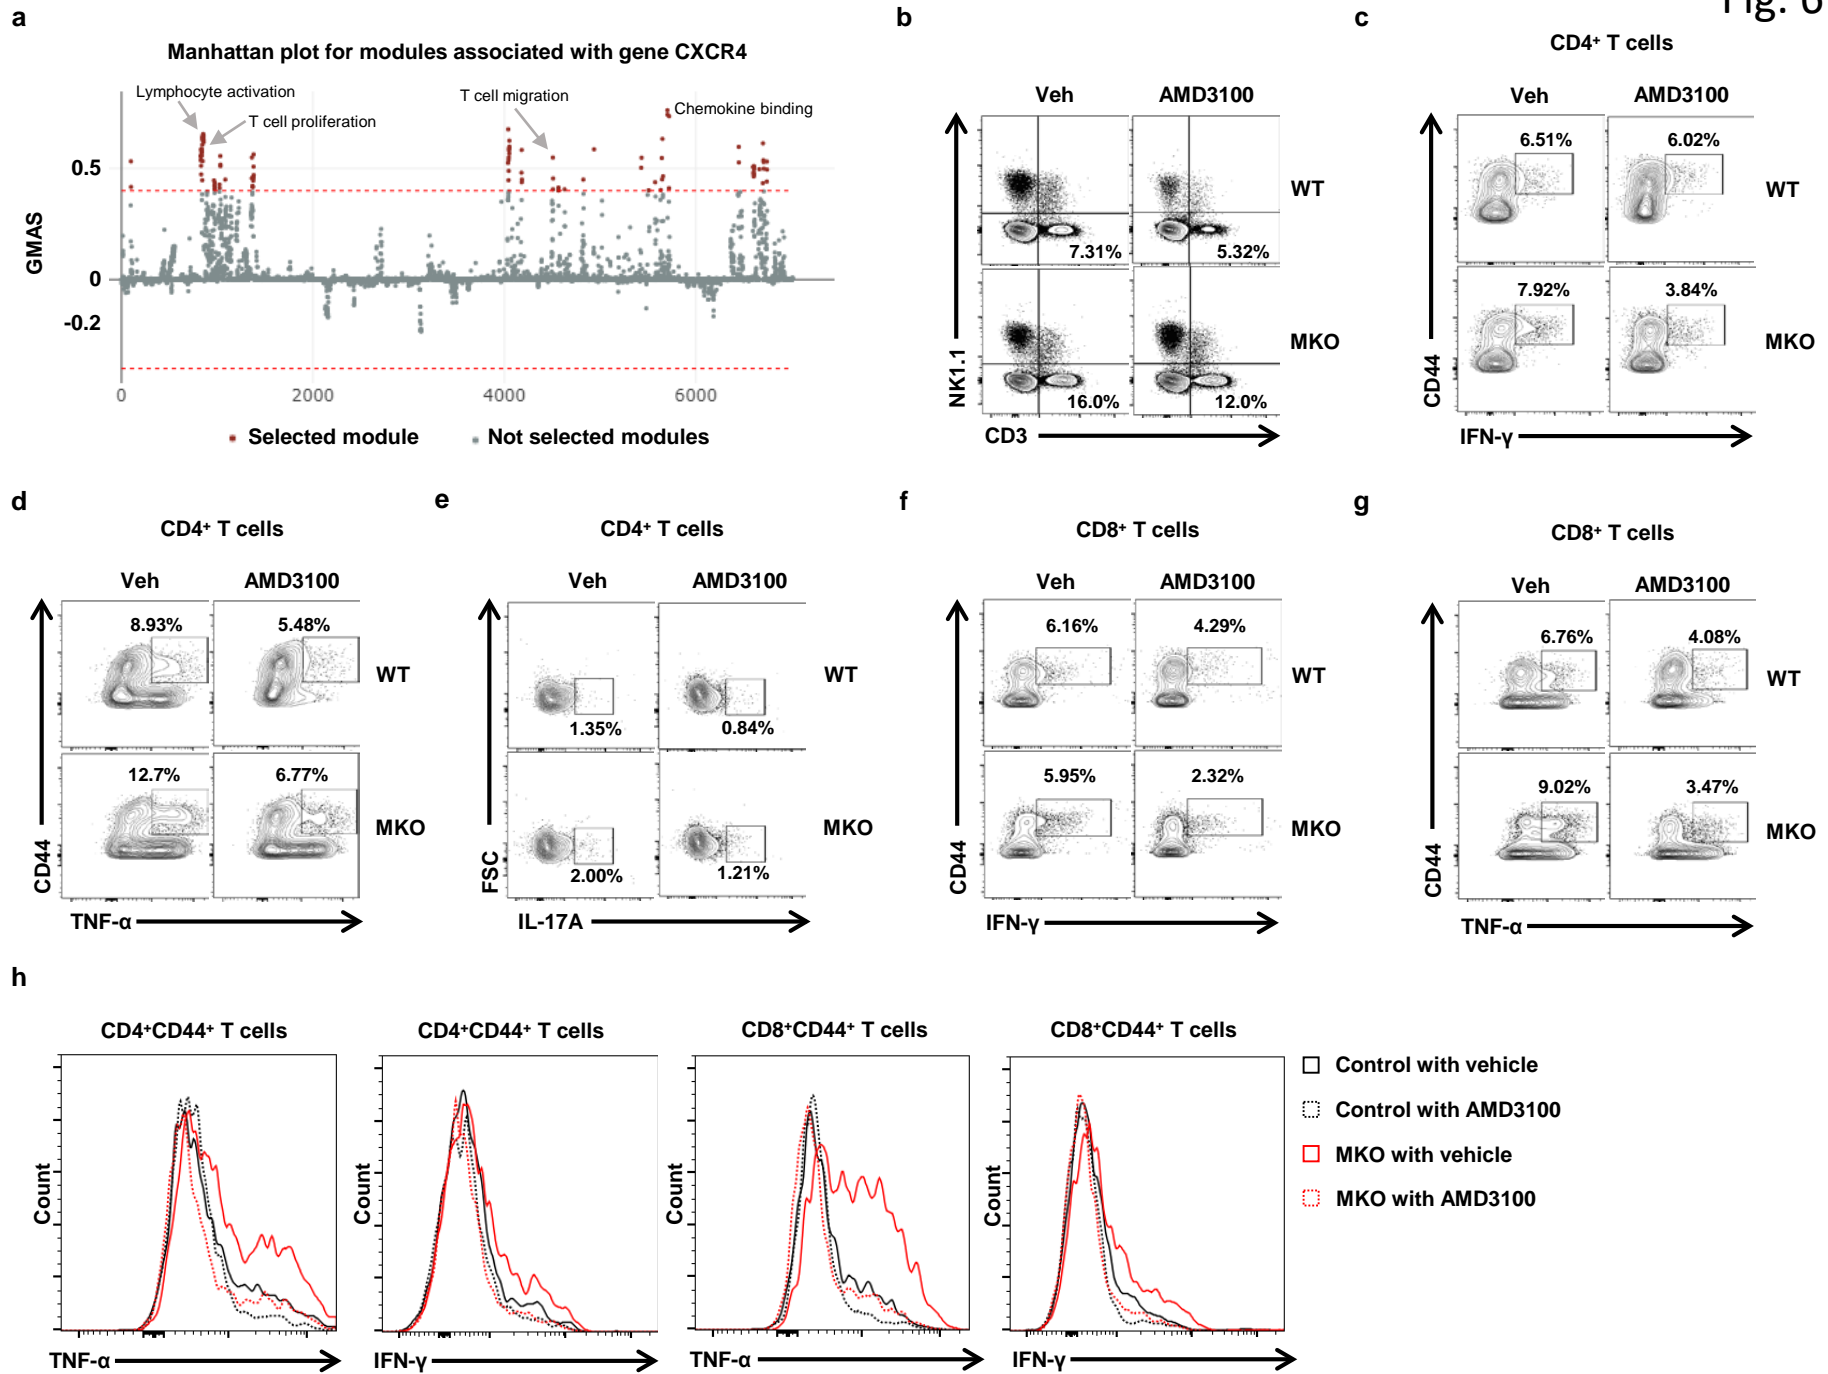 Fig. 6
a
Manhattan plot for modules associated with gene CXCR4
Lymphocyte activation
T cell proliferation
T cell migration
Chemokine binding
GMAS
0.5
0
-0.2
0
2000
4000
6000
Selected module
Not selected modules
b
Veh
AMD3100
WT
7.31%
5.32%
MKO
16.0%
12.0%
NK1.1
CD3
c
CD4+ T cells
Veh
AMD3100
6.51%
6.02%
WT
7.92%
3.84%
MKO
CD44
IFN-γ
d
CD4+ T cells
Veh
AMD3100
8.93%
5.48%
WT
12.7%
6.77%
MKO
CD44
TNF-α
e
CD4+ T cells
Veh
AMD3100
WT
1.35%
0.84%
MKO
2.00%
1.21%
FSC
IL-17A
f
CD8+ T cells
Veh
AMD3100
6.16%
4.29%
WT
5.95%
2.32%
MKO
CD44
IFN-γ
g
CD8+ T cells
Veh
AMD3100
6.76%
4.08%
WT
9.02%
3.47%
MKO
CD44
TNF-α
h
CD4+CD44+ T cells
Count
TNF-α
CD4+CD44+ T cells
Count
IFN-γ
CD8+CD44+ T cells
Count
TNF-α
CD8+CD44+ T cells
Count
IFN-γ
Control with vehicle
Control with AMD3100
MKO with vehicle
MKO with AMD3100